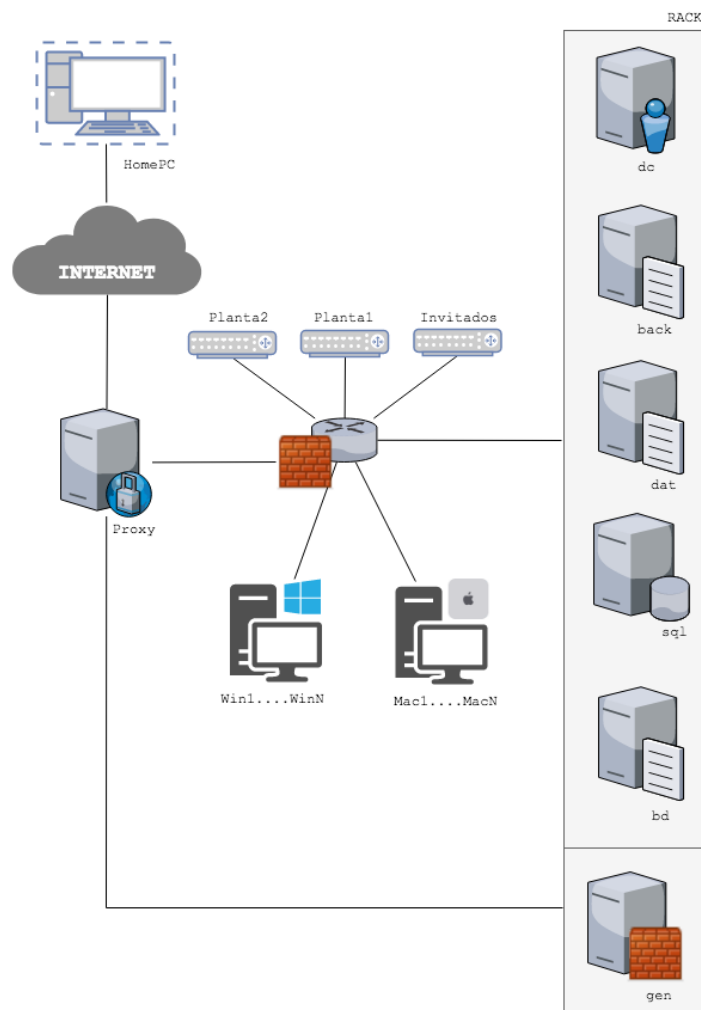 RACK
HomePC
dc
INTERNET
Planta2
Planta1
Invitados
back
dat
Proxy
sql
Win1....WinN
Mac1....MacN
bd
gen